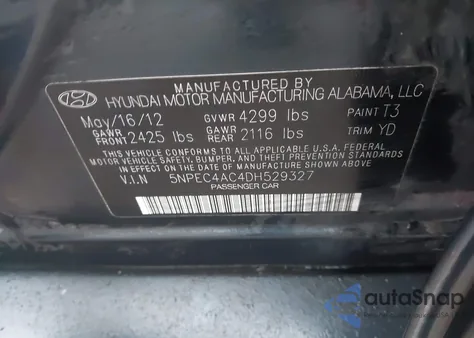 MANUFACTURED BY
HYUNDAI MOTOR MANUFACTURING ALABAMA, LLC
May/16/12 GVWR 4299 lbs PAINT T3
GAWR FRONT 2425 lbs GAWR REAR 2116 lbs TRIM YD
THIS VEHICLE CONFORMS TO ALL APPLICABLE U.S.A FEDERAL MOTOR
VEHICLE SAFETY, BUMPER, AND THEFT PREVENTION STANDARDS
IN EFFECT ON THE DATE OF MANUFACTURE SHOWN ABOVE.
V.I.N 5NPEC4AC4DH529327
PASSENGER CAR
autoSnap